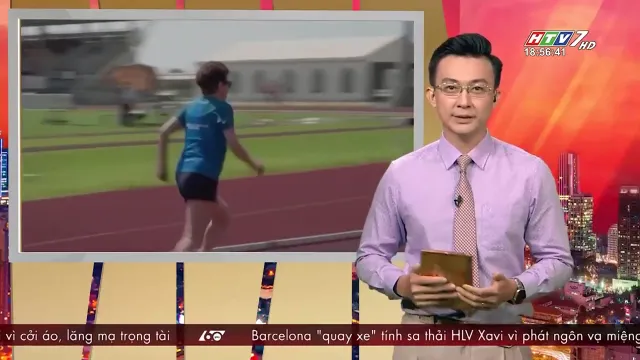 HTV7 HD
18:56:41
vì cởi áo, lăng mạ trọng tài 60 Barcelona "quay xe" tính sa thải HLV Xavi vì phát ngôn vạ miệng